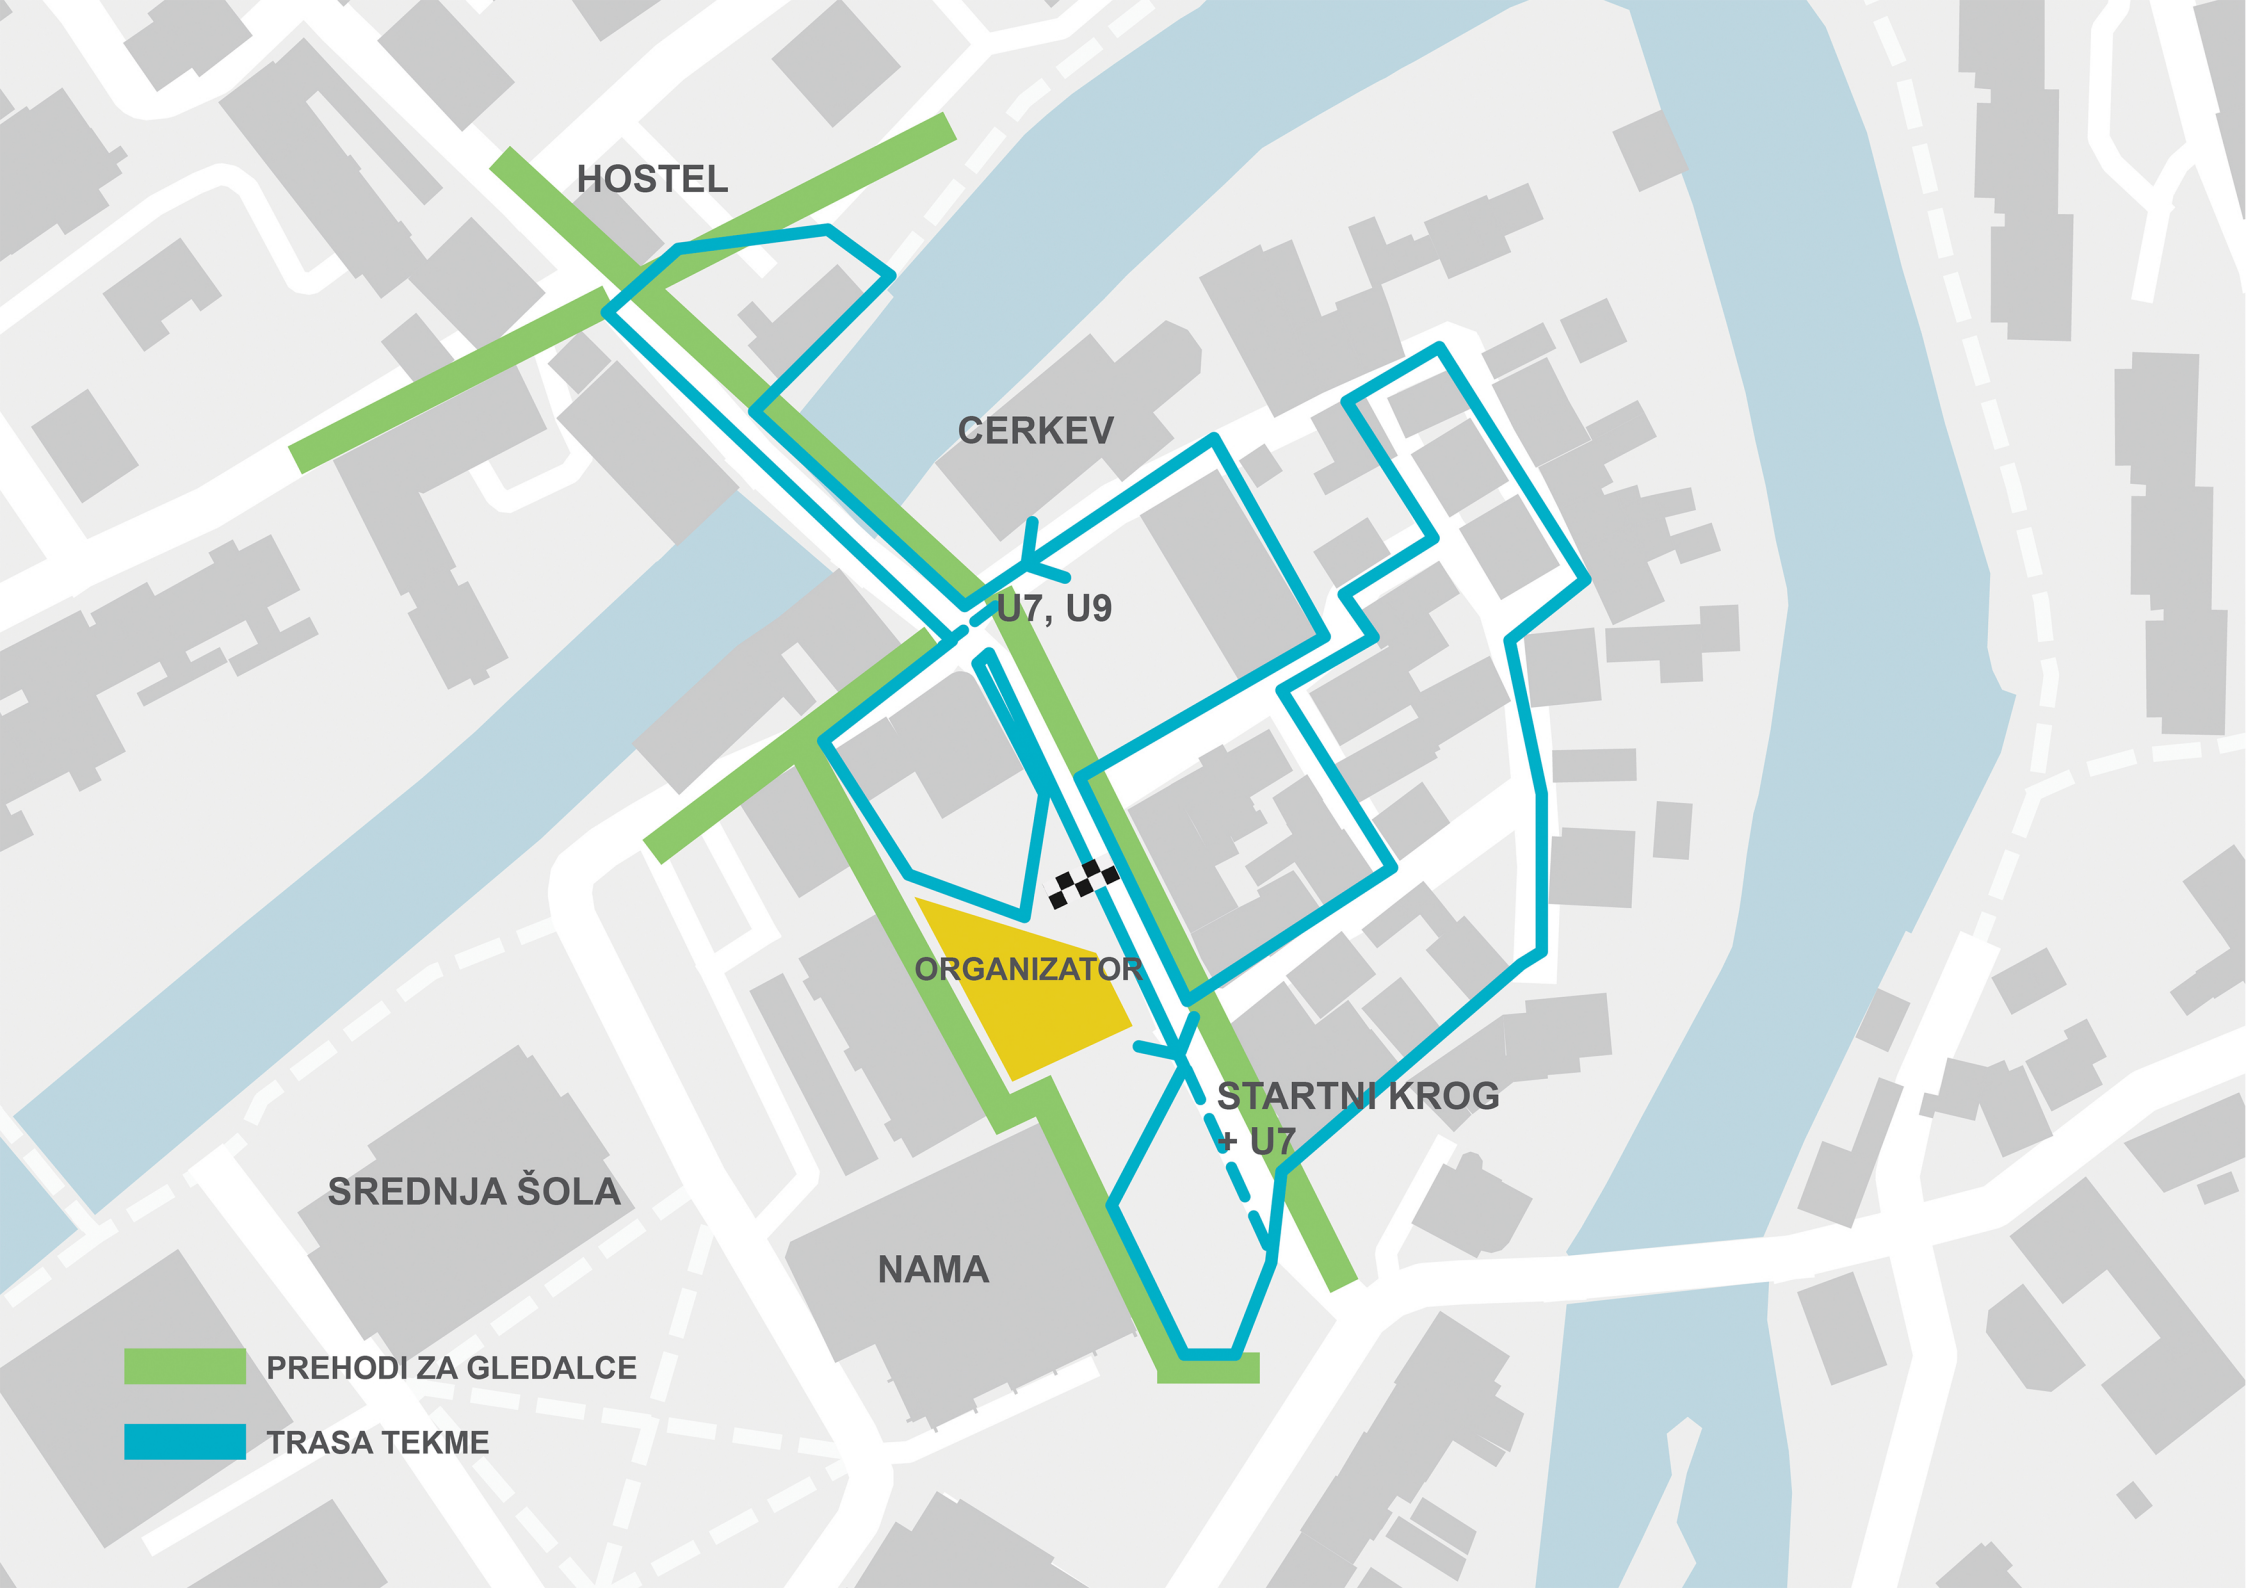 HOSTEL
CERKEV
U7, U9
ORGANIZATOR
STARTNI KROG
+ U7
SREDNJA ŠOLA
NAMA
PREHODI ZA GLEDALCE
TRASA TEKME